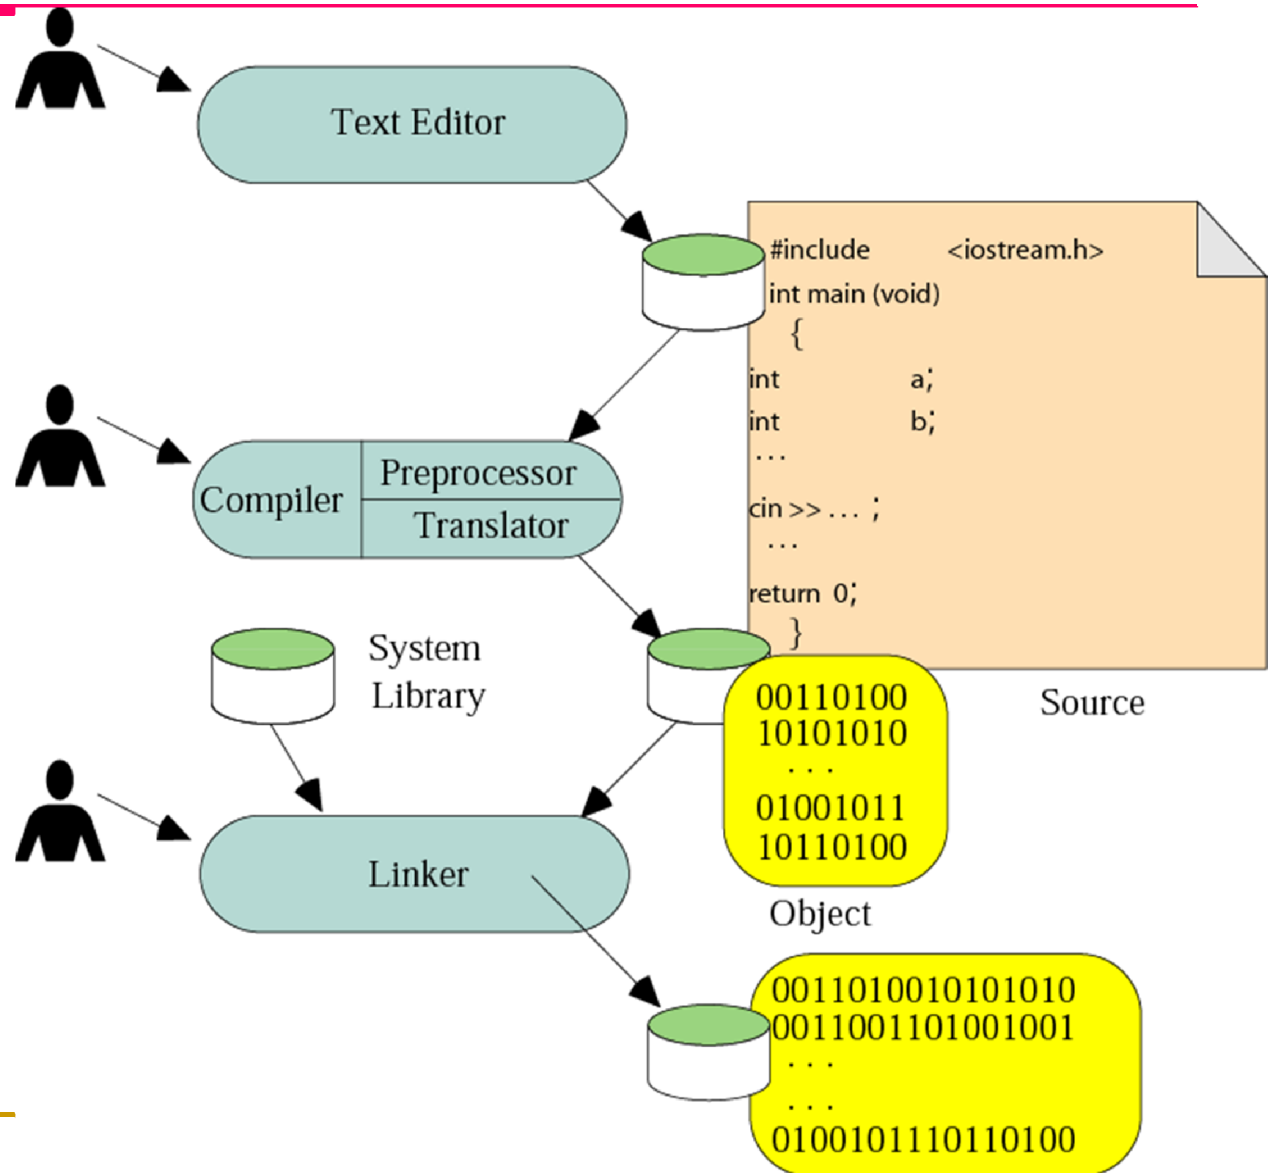 Text Editor
#include <iostream.h>
int main (void)
{
int a;
int b;
...
cin >> ... ;
...
return 0;
}
Source
Compiler
Preprocessor
Translator
System
Library
00110100
10101010
...
01001011
10110100
Object
Linker
0011010010101010
0011001101001001
...
...
0100101110110100